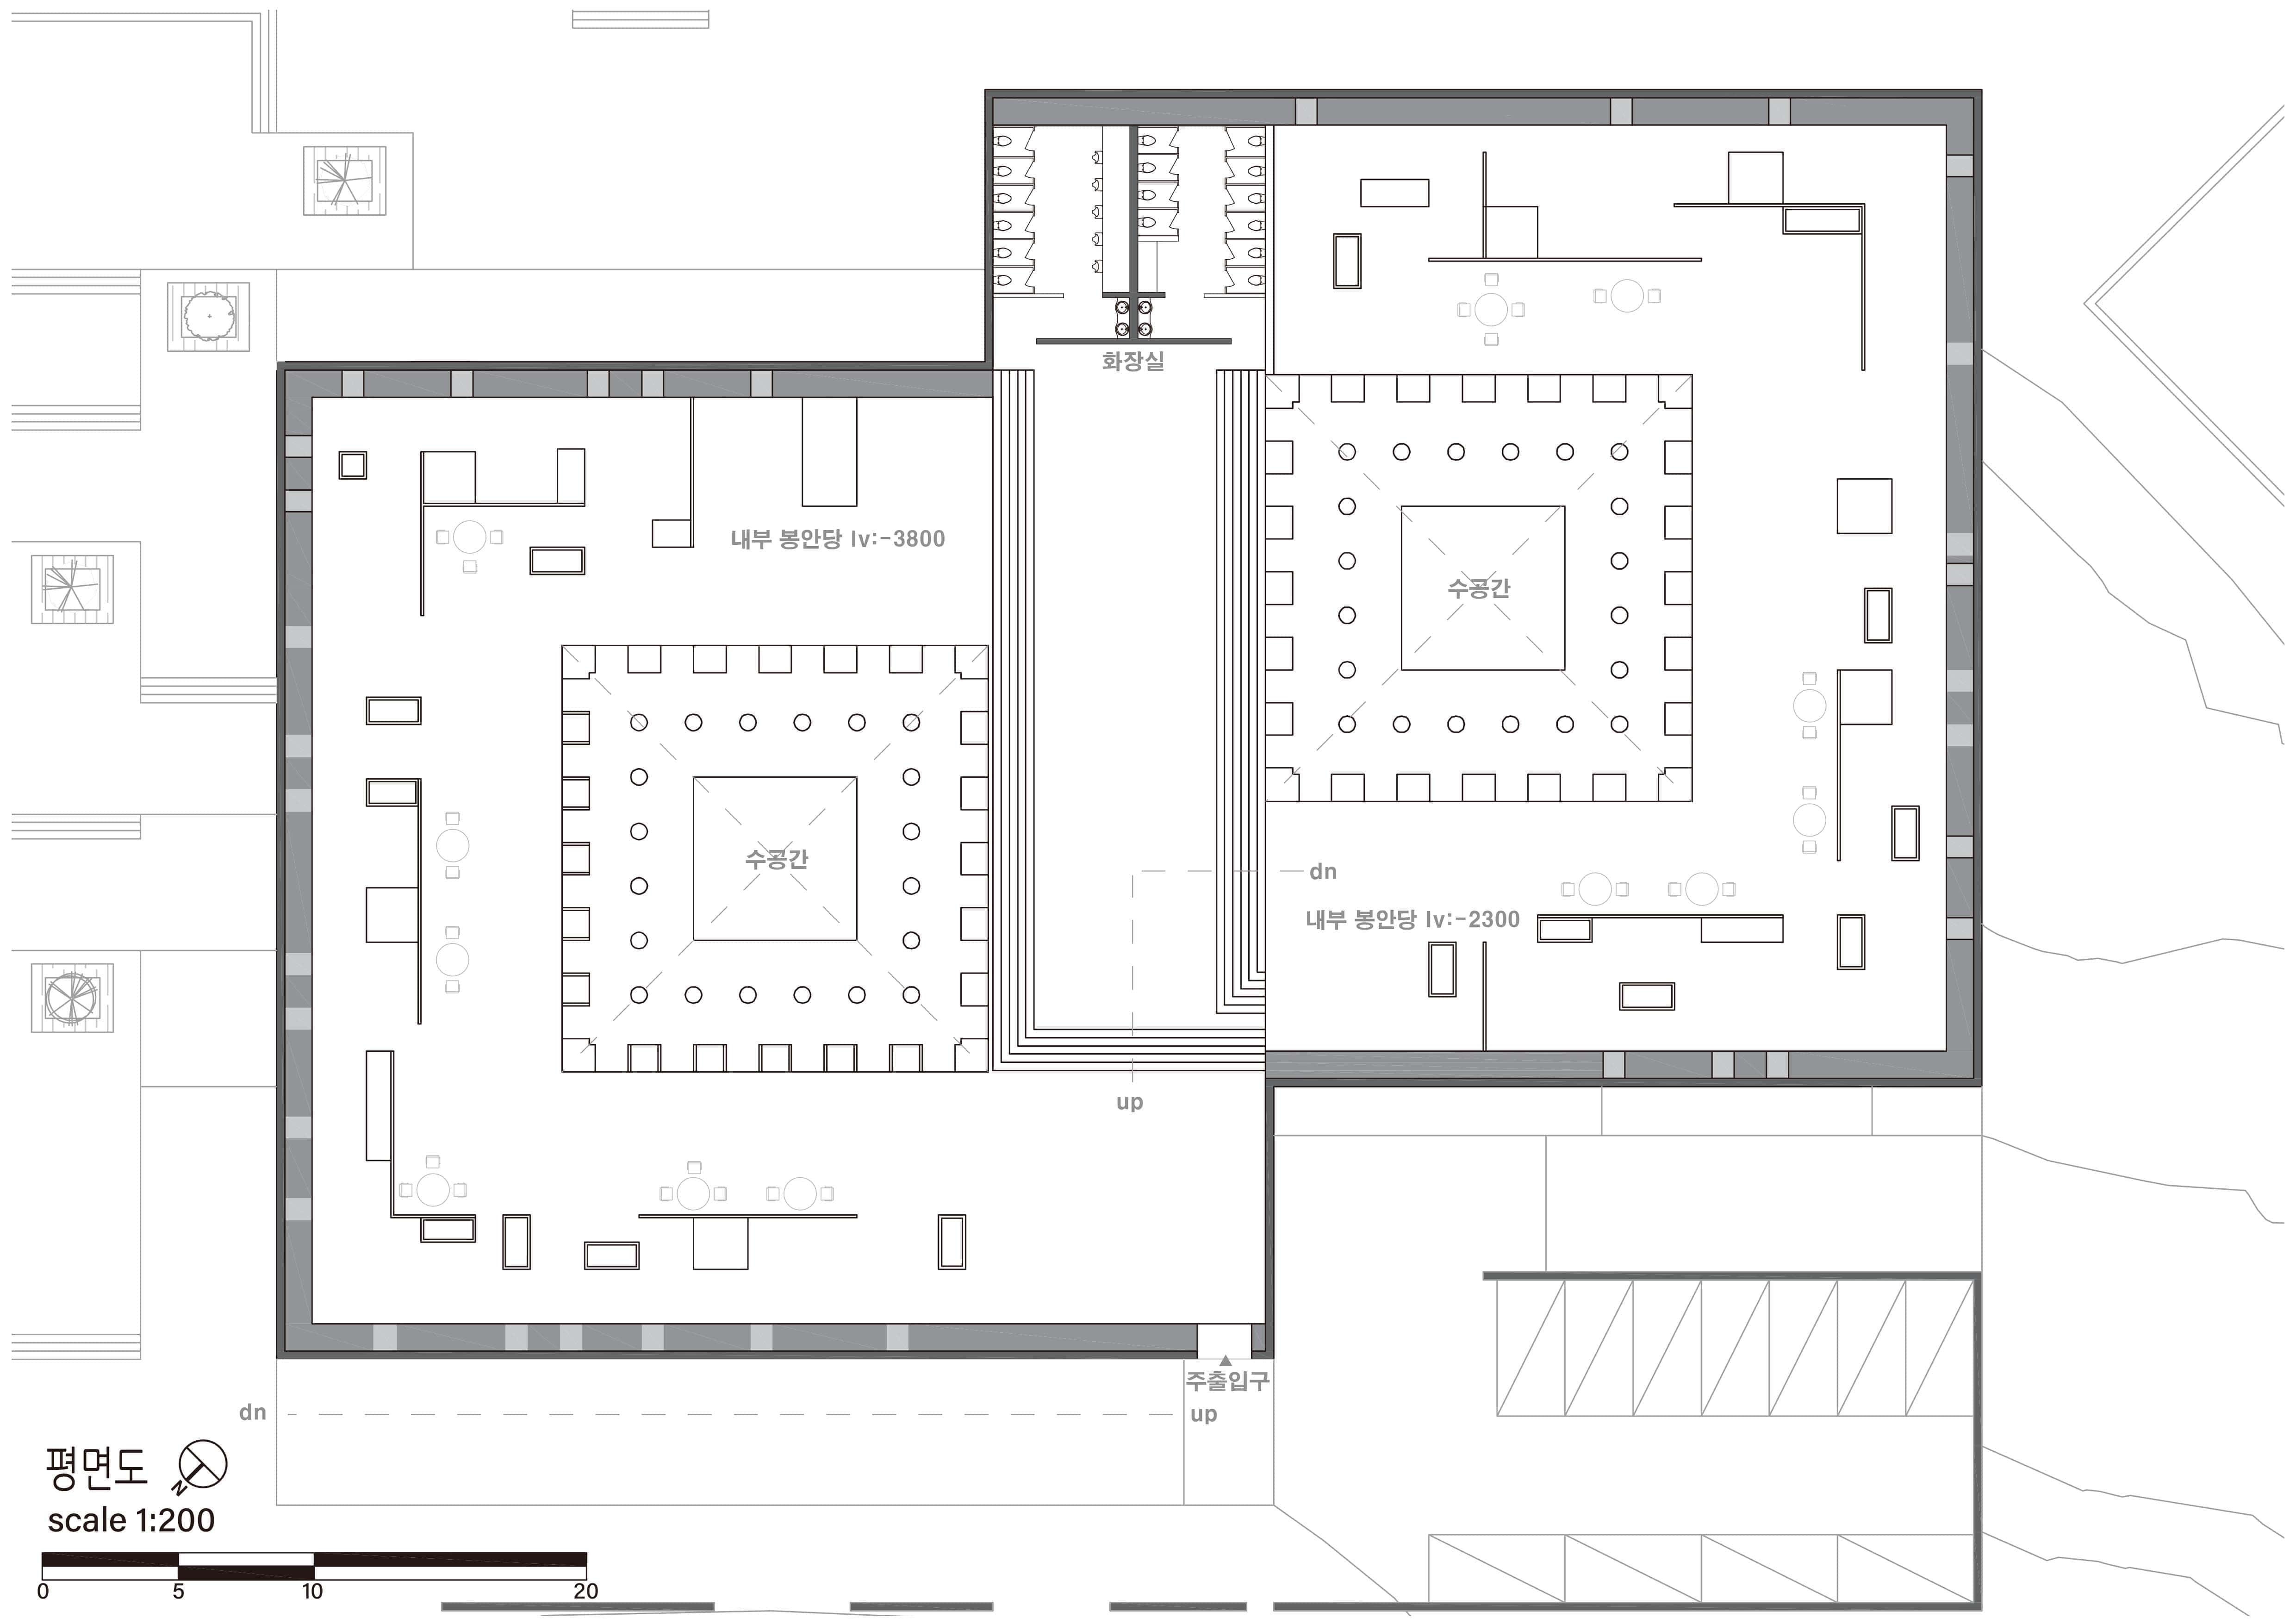 화장실
내부 봉안당 lv:-3800
수공간
수공간
dn
내부 봉안당 lv:-2300
up
주출입구
dn
up
평면도
N
scale 1:200
0 5 10 20